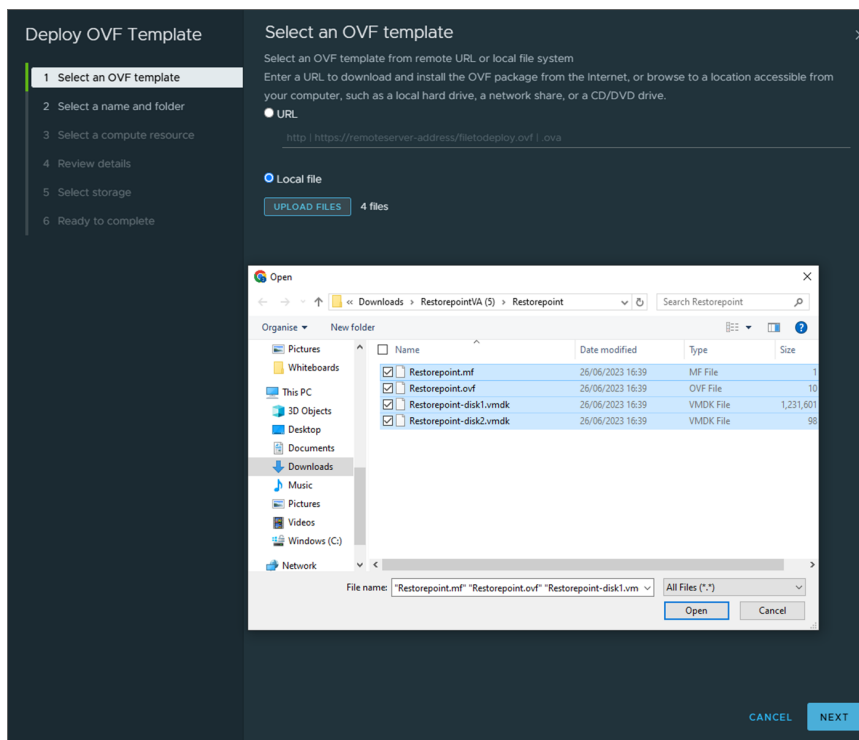 Deploy OVF Template
1 Select an OVF template
2 Select a name and folder
3 Select a compute resource
4 Review details
5 Select storage
6 Ready to complete
Select an OVF template
Select an OVF template from remote URL or local file system
Enter a URL to download and install the OVF package from the Internet, or browse to a location accessible from
your computer, such as a local hard drive, a network share, or a CD/DVD drive.
URL
http | https://remoteserver-address/filetodeploy.ovf | .ova
Local file
UPLOAD FILES 4 files
Open
« Downloads > RestorepointVA (5) > Restorepoint
Search Restorepoint
Organise New folder
Pictures
Whiteboards
This PC
3D Objects
Desktop
Documents
Downloads
Music
Pictures
Videos
Windows (C:)
Network
Name Date modified Type Size
Restorepoint.mf 26/06/2023 16:39 MF File 1
Restorepoint.ovf 26/06/2023 16:39 OVF File 10
Restorepoint-disk1.vmdk 26/06/2023 16:39 VMDK File 1,231,601
Restorepoint-disk2.vmdk 26/06/2023 16:39 VMDK File 98
File name: "Restorepoint.mf" "Restorepoint.ovf" "Restorepoint-disk1.vm All Files (*.*)
Open Cancel
CANCEL NEXT